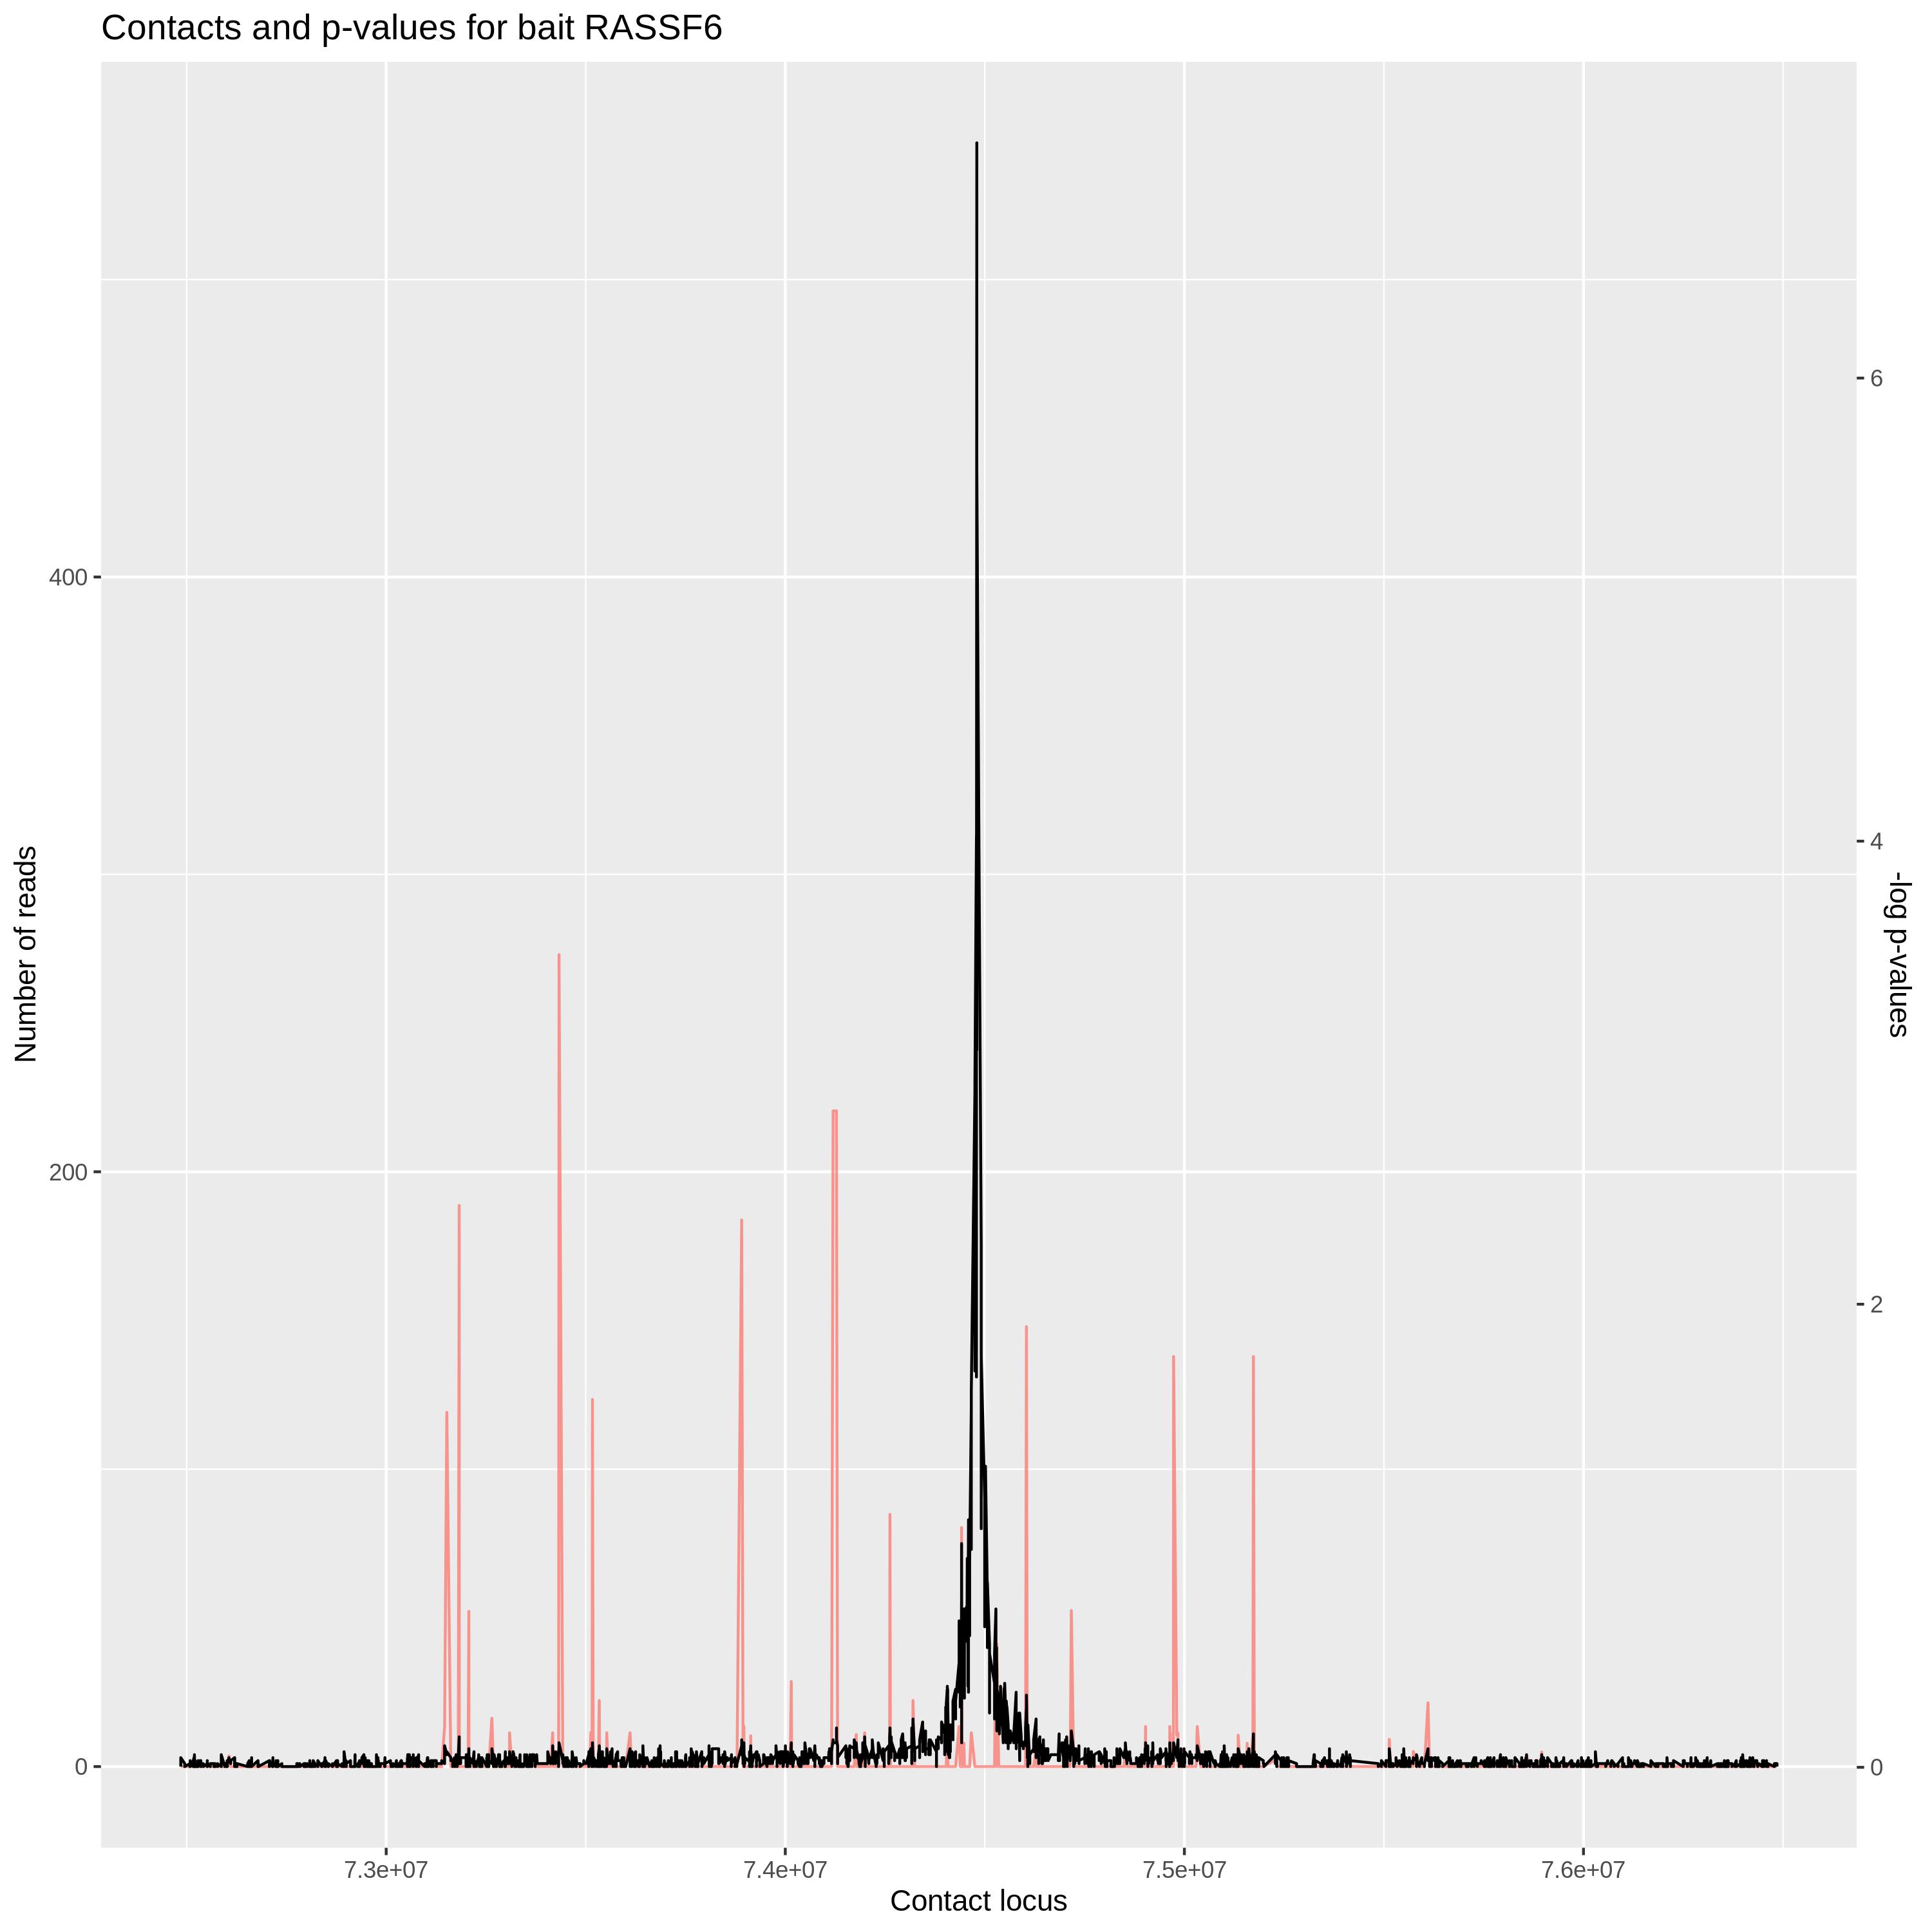 Contacts and p-values for bait RASSF6
400
200
0
Number of reads
6
4
2
0
-log p-values
7.3e+07
7.4e+07
7.5e+07
7.6e+07
Contact locus